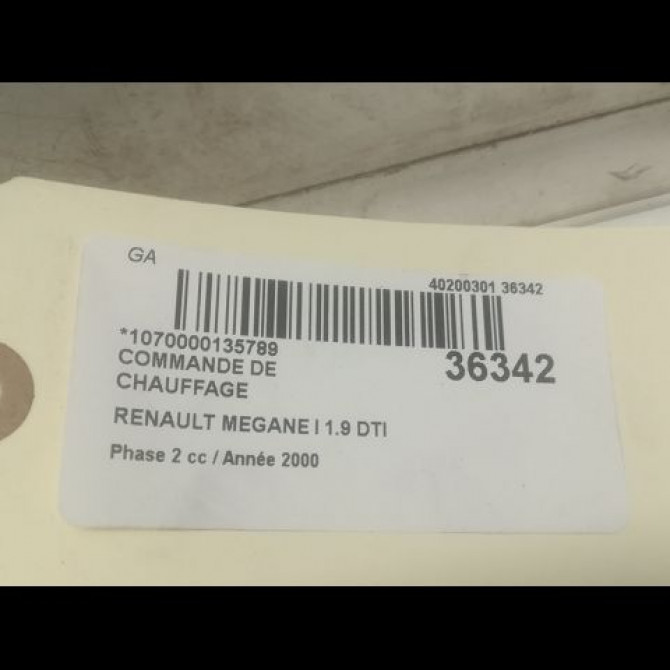 GA
40200301 36342
*1070000135789
36342
COMMANDE DE
CHAUFFAGE
RENAULT MEGANE I 1.9 DTI
Phase 2 cc / Année 2000